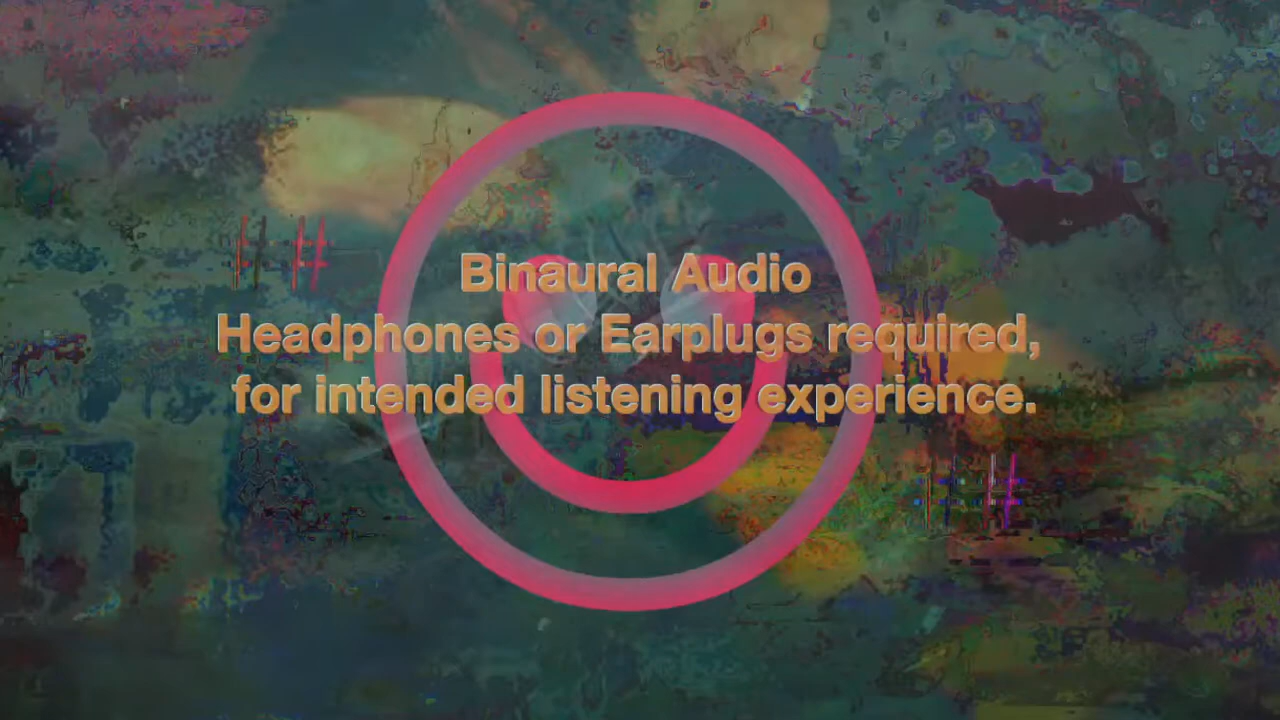 Binaural Audio
Headphones or Earplugs required,
for intended listening experience.